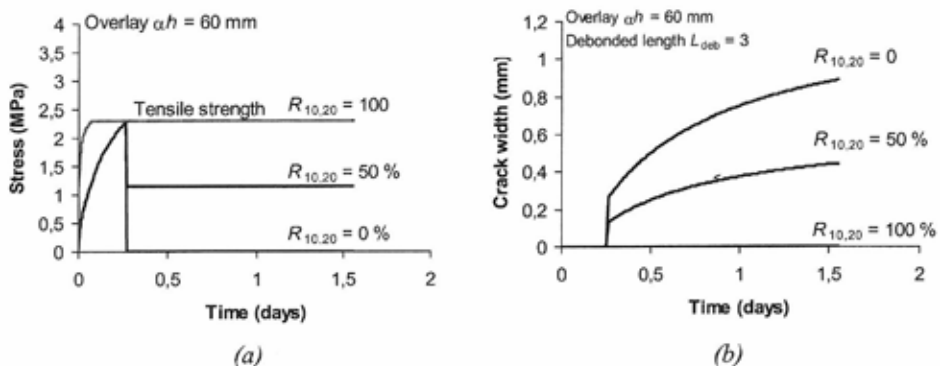 Overlay αh = 60 mm
4
3,5
3
2,5
2
1,5
1
0,5
0
Stress (MPa)
Tensile strength
R10,20 = 100
R10,20 = 50 %
R10,20 = 0 %
0 0,5 1 1,5 2
Time (days)
(a)
Overlay αh = 60 mm
Debonded length Ldeb = 3
1,2
1
0,8
0,6
0,4
0,2
0
Crack width (mm)
R10,20 = 0
R10,20 = 50 %
R10,20 = 100 %
0 0,5 1 1,5 2
Time (days)
(b)